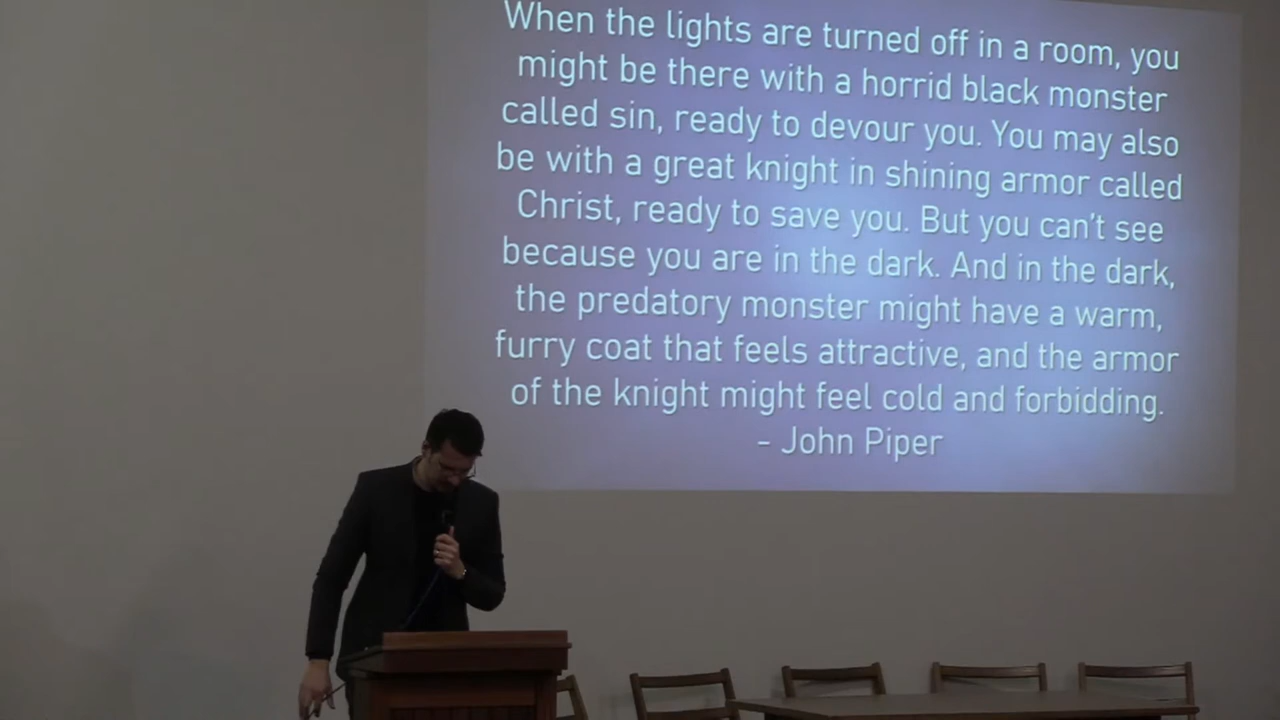 When the lights are turned off in a room, you
might be there with a horrid black monster
called sin, ready to devour you. You may also
be with a great knight in shining armor called
Christ, ready to save you. But you can't see
because you are in the dark. And in the dark,
the predatory monster might have a warm,
furry coat that feels attractive, and the armor
of the knight might feel cold and forbidding.
- John Piper